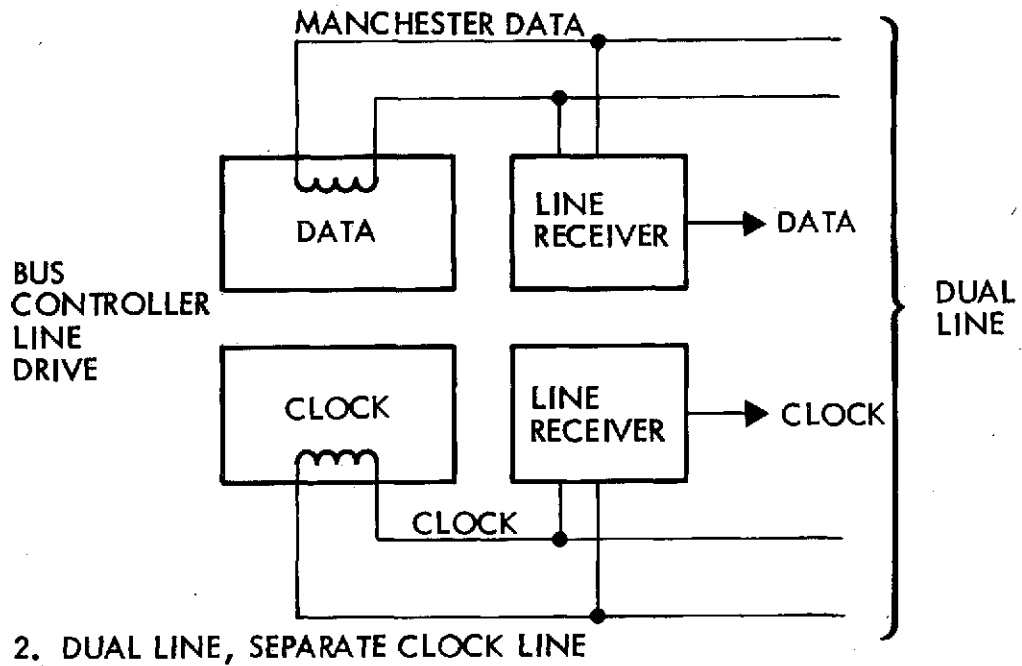 MANCHESTER DATA
DATA
LINE
RECEIVER
DATA
BUS
CONTROLLER
LINE
DRIVE
DUAL
LINE
CLOCK
LINE
RECEIVER
CLOCK
CLOCK
2. DUAL LINE, SEPARATE CLOCK LINE